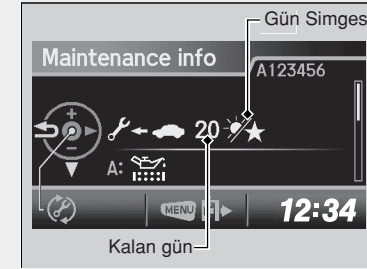 Gün Simges
Maintenance info
A123456
20
A:
MENU
12:34
Kalan gün